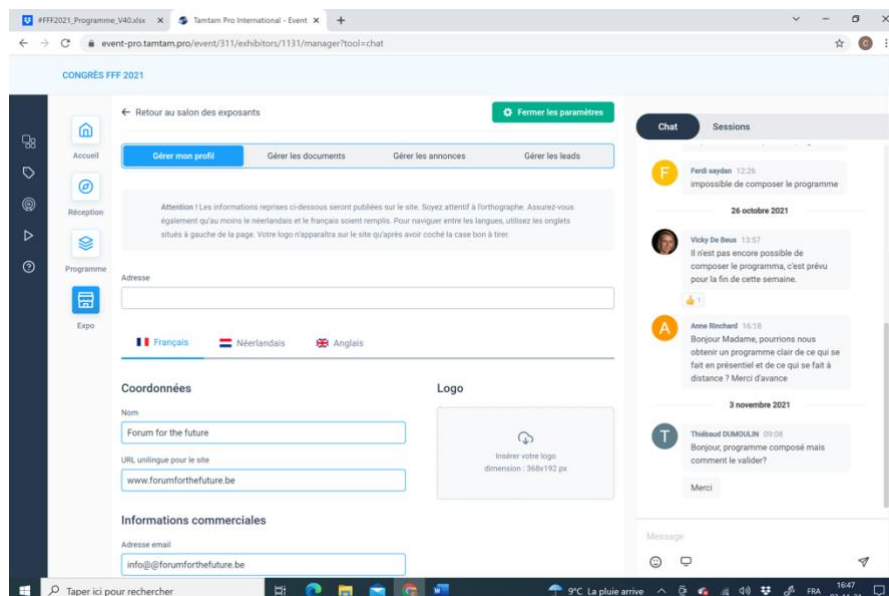 #FFF2021_Programme_V40.xlsx
Tamtam Pro International - Event
event-pro.tamtam.pro/event/311/exhibitors/1131/manager?tool=chat
CONGRÈS FFF 2021
Accueil
Réception
Programme
Expo
← Retour au salon des exposants
Fermer les paramètres
Gérer mon profil
Gérer les documents
Gérer les annonces
Gérer les leads
Attention ! Les informations reprises ci-dessous seront publiées sur le site. Soyez attentif à l'orthographe. Assurez-vous
également qu'au moins le néerlandais et le français soient remplis. Pour naviguer entre les langues, utilisez les onglets
situés à gauche de la page. Votre logo n'apparaîtra sur le site qu'après avoir coché la case bon à tirer.
Adresse
Français
Néerlandais
Anglais
Coordonnées
Nom
Forum for the future
URL unilingue pour le site
www.forumforthefuture.be
Informations commerciales
Adresse email
info@@forumforthefuture.be
Logo
Insérer votre logo
dimension : 368x192 px
Chat
Sessions
F
Ferdi saydan 12:26
impossible de composer le programme
26 octobre 2021
Vicky De Beus 13:57
Il n'est pas encore possible de
composer le programma, c'est prévu
pour la fin de cette semaine.
1
A
Anne Rinchard 16:18
Bonjour Madame, pourrions nous
obtenir un programme clair de ce qui se
fait en présentiel et de ce qui se fait à
distance ? Merci d'avance
3 novembre 2021
T
Thiébaud DUMOULIN 09:08
Bonjour, programme composé mais
comment le valider?
Merci
Message
Taper ici pour rechercher
9°C La pluie arrive
FRA
16:47